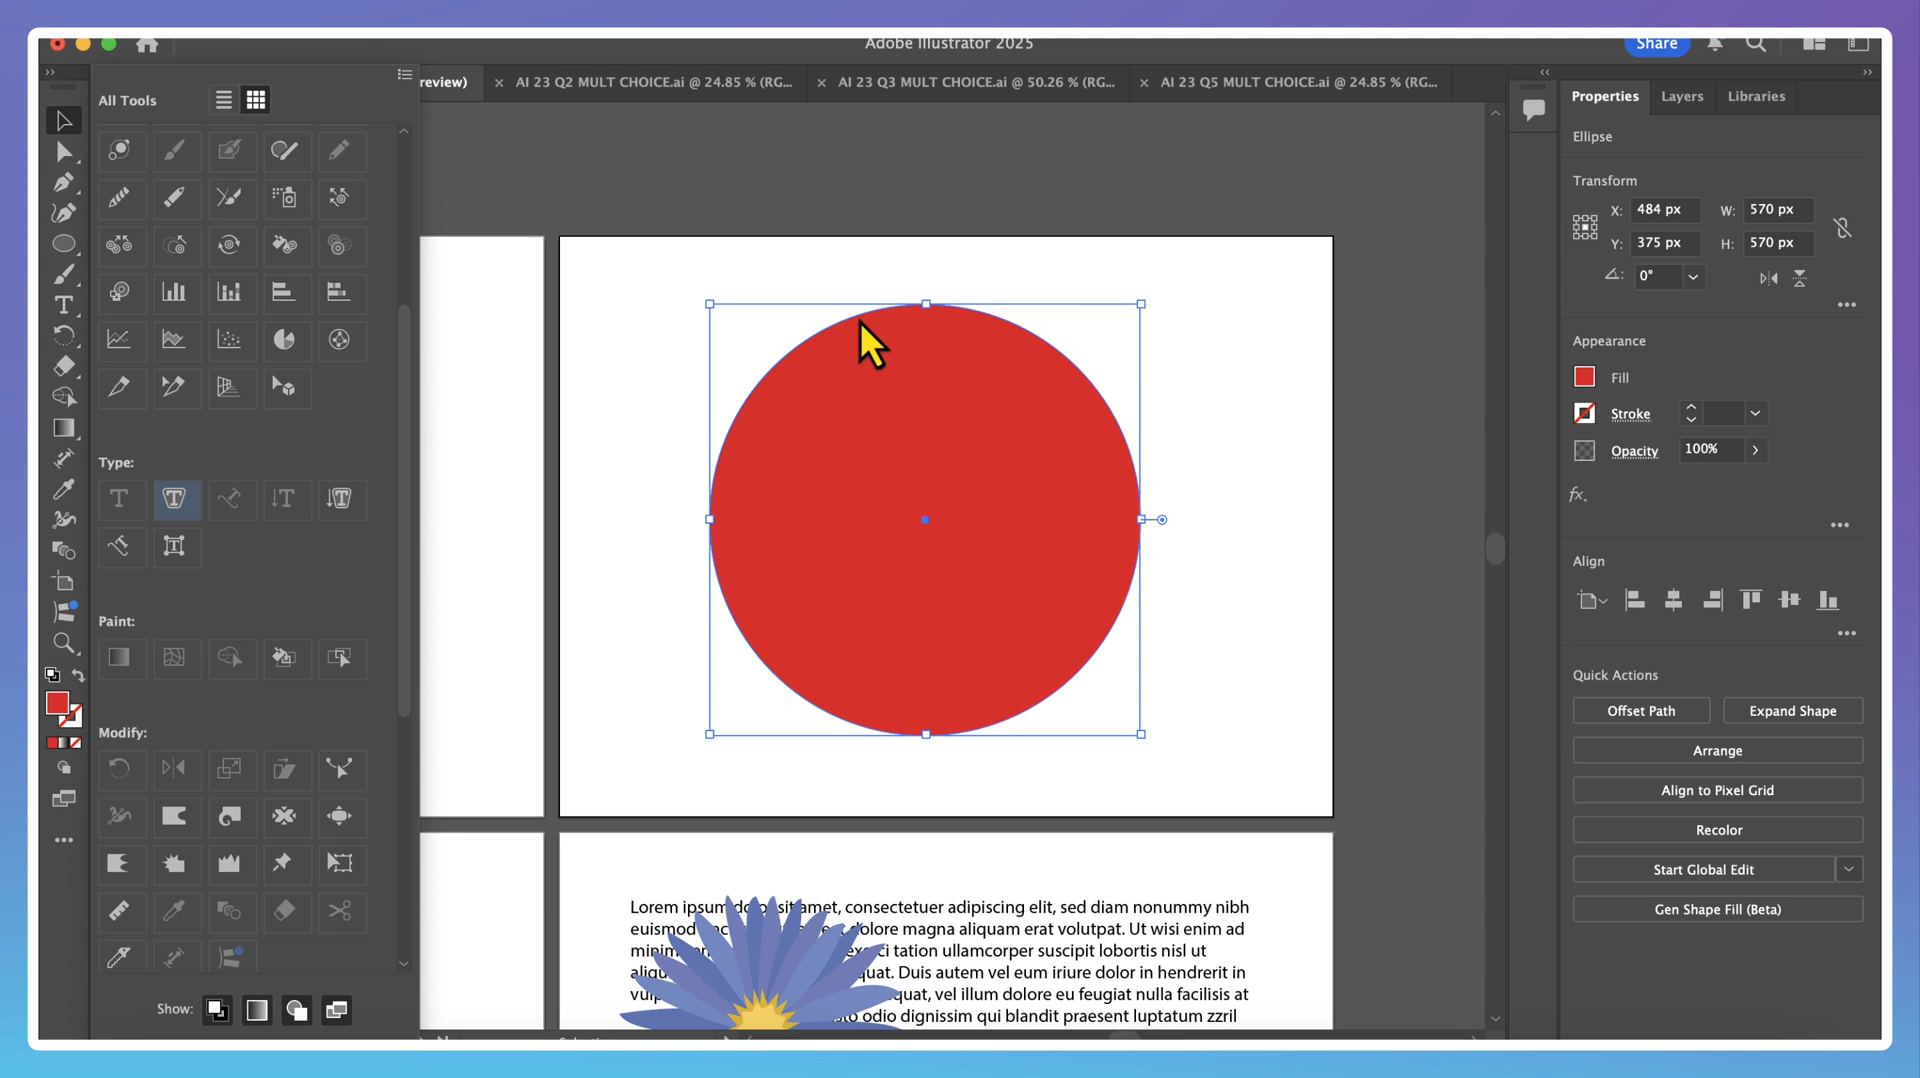 Adobe Illustrator 2025
Share
review)
AI 23 Q2 MULT CHOICE.ai @ 24.85 % (RG...
AI 23 Q3 MULT CHOICE.ai @ 50.26 % (RG...
AI 23 Q5 MULT CHOICE.ai @ 24.85 % (RG...
All Tools
Type:
Paint:
Modify:
Show:
Properties
Layers
Libraries
Ellipse
Transform
X: 484 px
W: 570 px
Y: 375 px
H: 570 px
0°
Appearance
Fill
Stroke
Opacity
100%
fx.
Align
Quick Actions
Offset Path
Expand Shape
Arrange
Align to Pixel Grid
Recolor
Start Global Edit
Gen Shape Fill (Beta)
Lorem ipsum sit amet, consectetuer adipiscing elit, sed diam nonummy nibh
euismod dolore magna aliquam erat volutpat. Ut wisi enim ad
tation ullamcorper suscipit lobortis nisl ut
Duis autem vel eum iriure dolor in hendrerit in
vel illum dolore eu feugiat nulla facilisis at
odio dignissim qui blandit praesent luptatum zzril